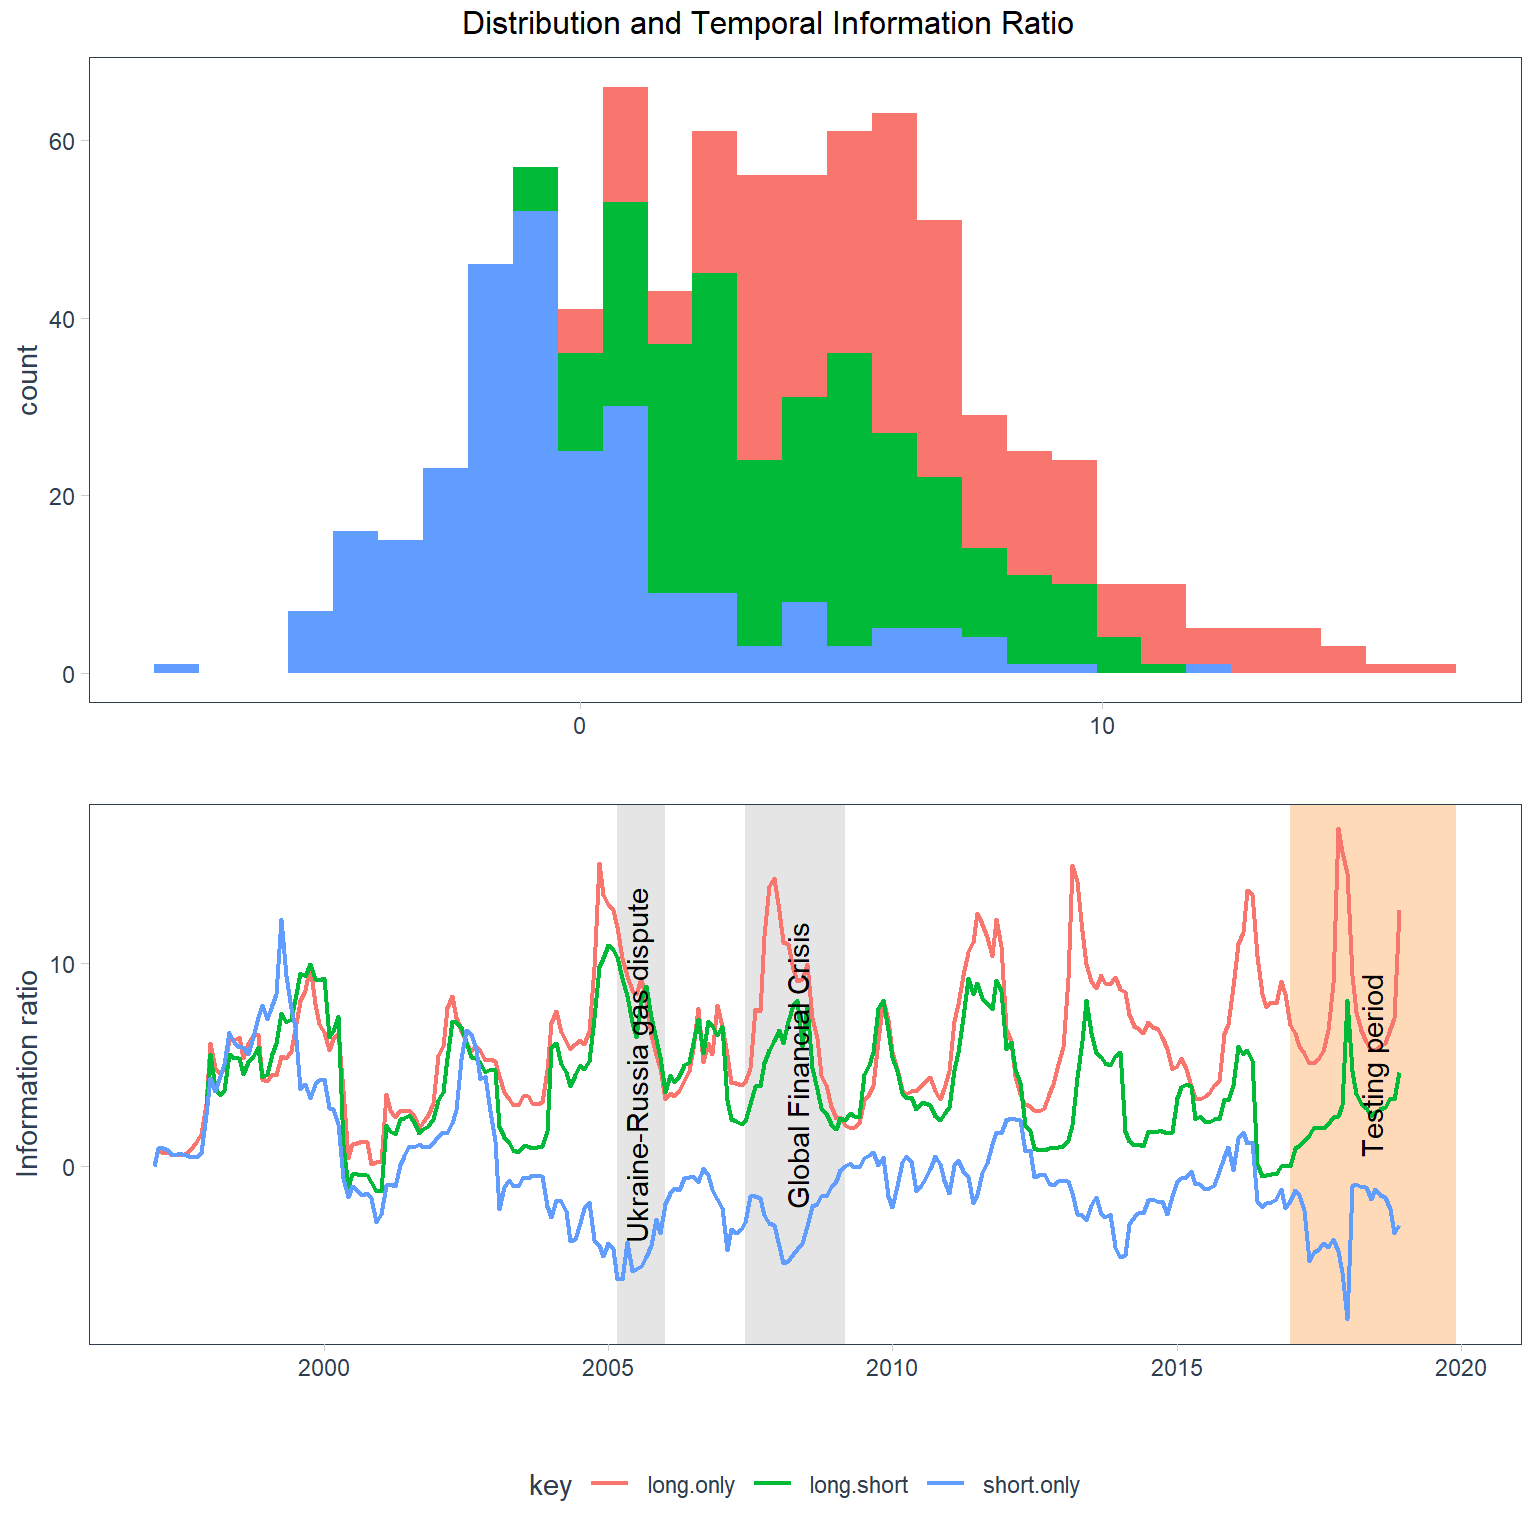 Distribution and Temporal Information Ratio
count
60
40
20
0
0
10
Information ratio
10
0
Ukraine-Russia gas dispute
Global Financial Crisis
Testing period
2000
2005
2010
2015
2020
key
long.only
long.short
short.only